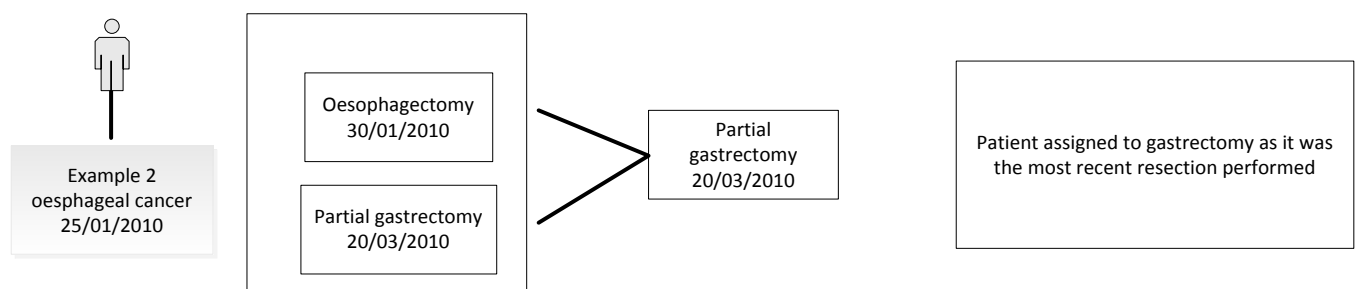 Example 2
oesphageal cancer
25/01/2010
Oesophagectomy
30/01/2010
Partial gastrectomy
20/03/2010
Partial
gastrectomy
20/03/2010
Patient assigned to gastrectomy as it was
the most recent resection performed